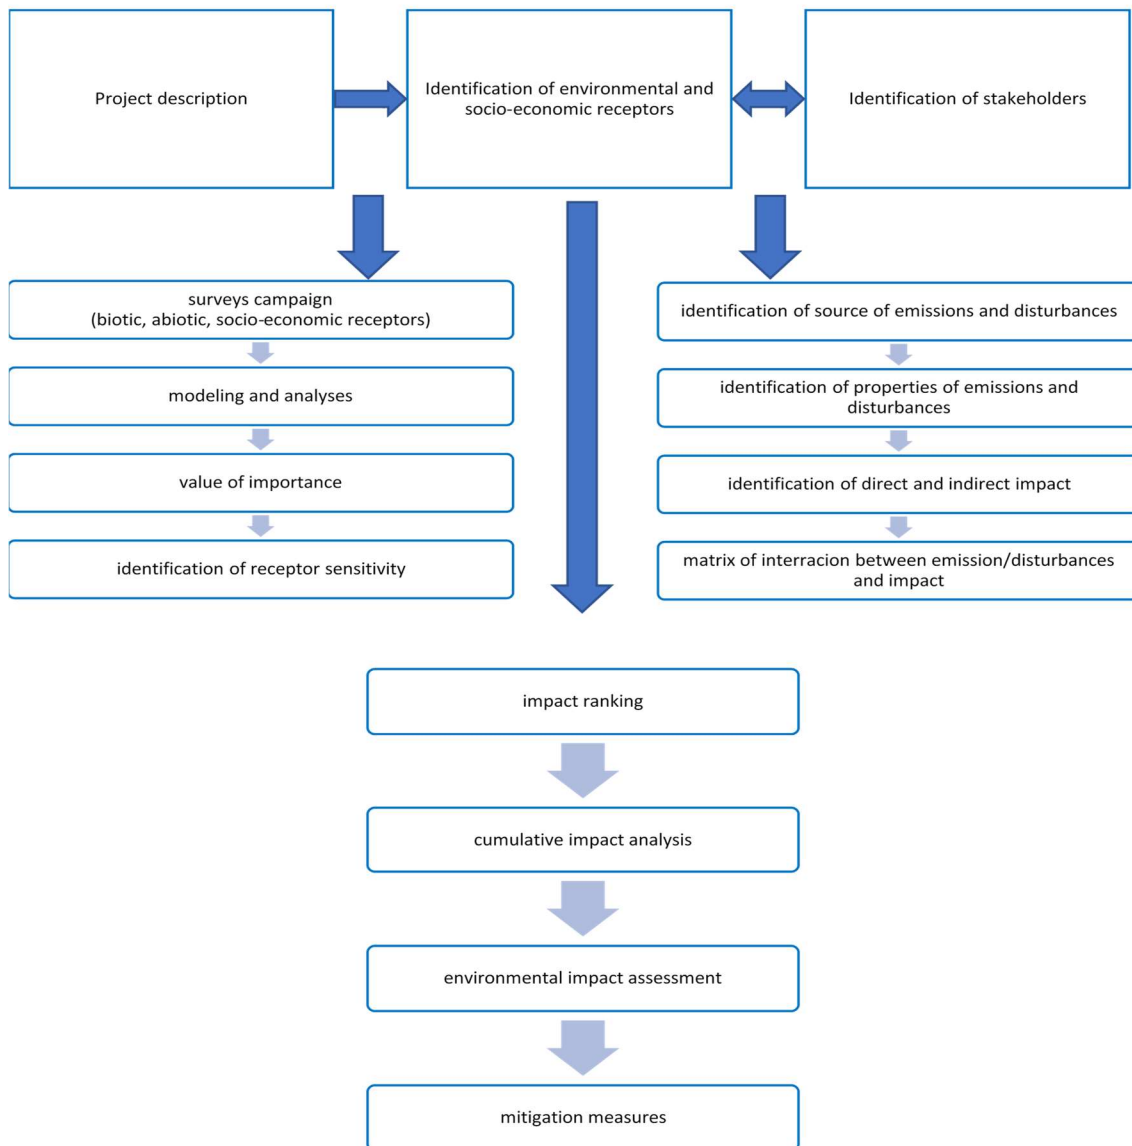 Project description
Identification of environmental and
socio-economic receptors
Identification of stakeholders
surveys campaign
(biotic, abiotic, socio-economic receptors)
modeling and analyses
value of importance
identification of receptor sensitivity
identification of source of emissions and disturbances
identification of properties of emissions and
disturbances
identification of direct and indirect impact
matrix of interracion between emission/disturbances
and impact
impact ranking
cumulative impact analysis
environmental impact assessment
mitigation measures